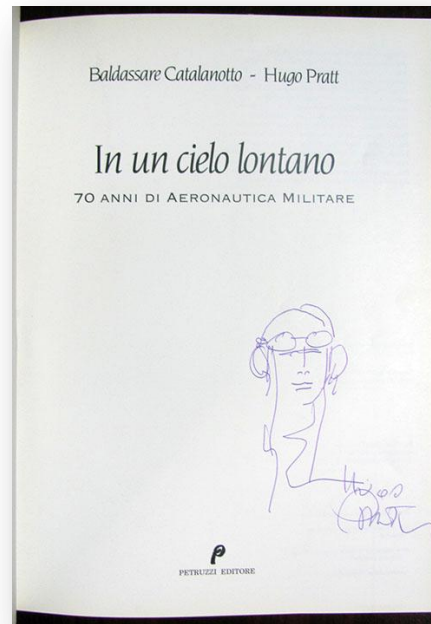 Baldassare Catalanotto - Hugo Pratt
In un cielo lontano
70 ANNI DI AERONAUTICA MILITARE
Hugo
Pratt
PETRUZZI EDITORE